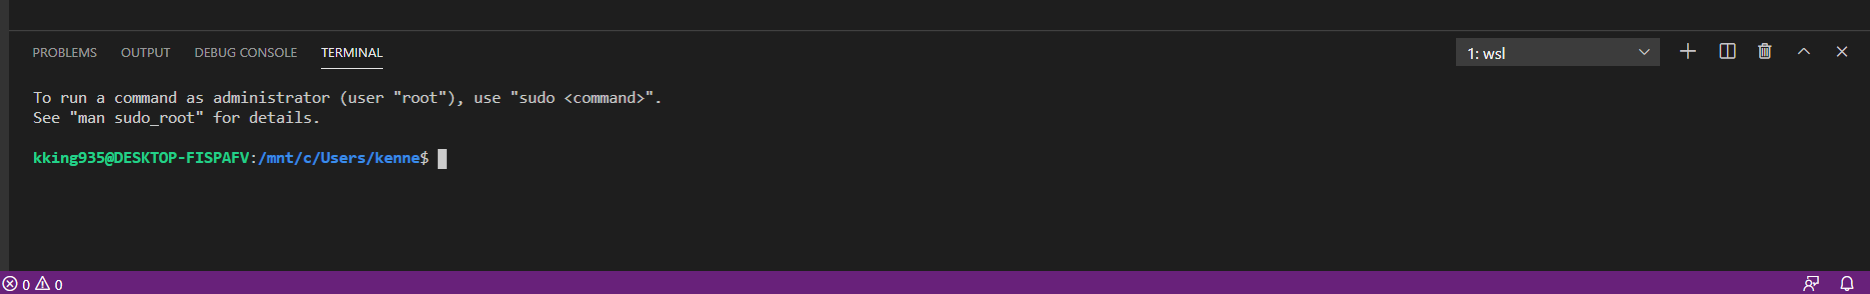 PROBLEMS OUTPUT DEBUG CONSOLE TERMINAL 1: wsl
To run a command as administrator (user "root"), use "sudo <command>".
See "man sudo_root" for details.
kking935@DESKTOP-FISPAFV:/mnt/c/Users/kenne$
0 0